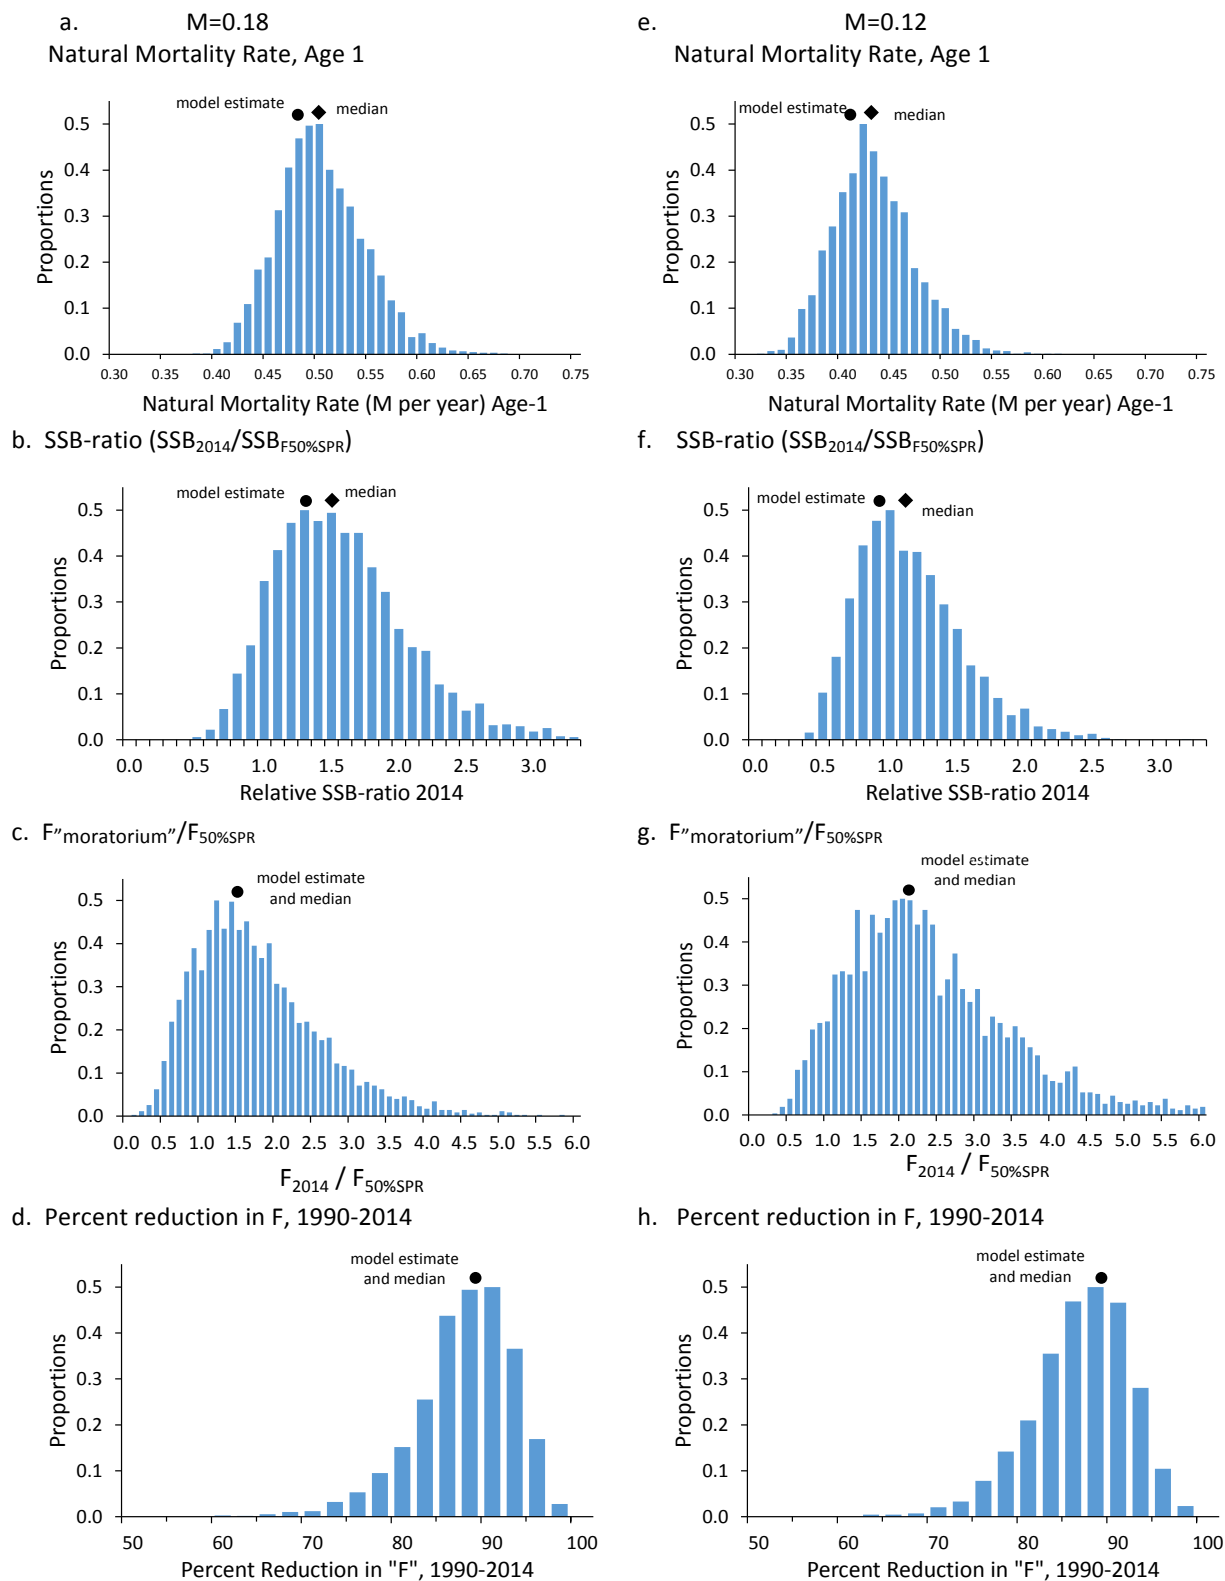 a. M=0.18
Natural Mortality Rate, Age 1
model estimate
median
Proportions
0.5
0.4
0.3
0.2
0.1
0.0
0.30 0.35 0.40 0.45 0.50 0.55 0.60 0.65 0.70 0.75
Natural Mortality Rate (M per year) Age-1
b. SSB-ratio (SSB2014/SSBF50%SPR)
model estimate
median
Proportions
0.5
0.4
0.3
0.2
0.1
0.0
0.0 0.5 1.0 1.5 2.0 2.5 3.0
Relative SSB-ratio 2014
c. F”moratorium”/F50%SPR
model estimate
and median
Proportions
0.5
0.4
0.3
0.2
0.1
0.0
0.0 0.5 1.0 1.5 2.0 2.5 3.0 3.5 4.0 4.5 5.0 5.5 6.0
F2014 / F50%SPR
d. Percent reduction in F, 1990-2014
model estimate
and median
Proportions
0.5
0.4
0.3
0.2
0.1
0.0
50 60 70 80 90 100
Percent Reduction in "F", 1990-2014
e. M=0.12
Natural Mortality Rate, Age 1
model estimate
median
Proportions
0.5
0.4
0.3
0.2
0.1
0.0
0.30 0.35 0.40 0.45 0.50 0.55 0.60 0.65 0.70 0.75
Natural Mortality Rate (M per year) Age-1
f. SSB-ratio (SSB2014/SSBF50%SPR)
model estimate
median
Proportions
0.5
0.4
0.3
0.2
0.1
0.0
0.0 0.5 1.0 1.5 2.0 2.5 3.0
Relative SSB-ratio 2014
g. F”moratorium”/F50%SPR
model estimate
and median
Proportions
0.5
0.4
0.3
0.2
0.1
0.0
0.0 0.5 1.0 1.5 2.0 2.5 3.0 3.5 4.0 4.5 5.0 5.5 6.0
F2014 / F50%SPR
h. Percent reduction in F, 1990-2014
model estimate
and median
Proportions
0.5
0.4
0.3
0.2
0.1
0.0
50 60 70 80 90 100
Percent Reduction in "F", 1990-2014